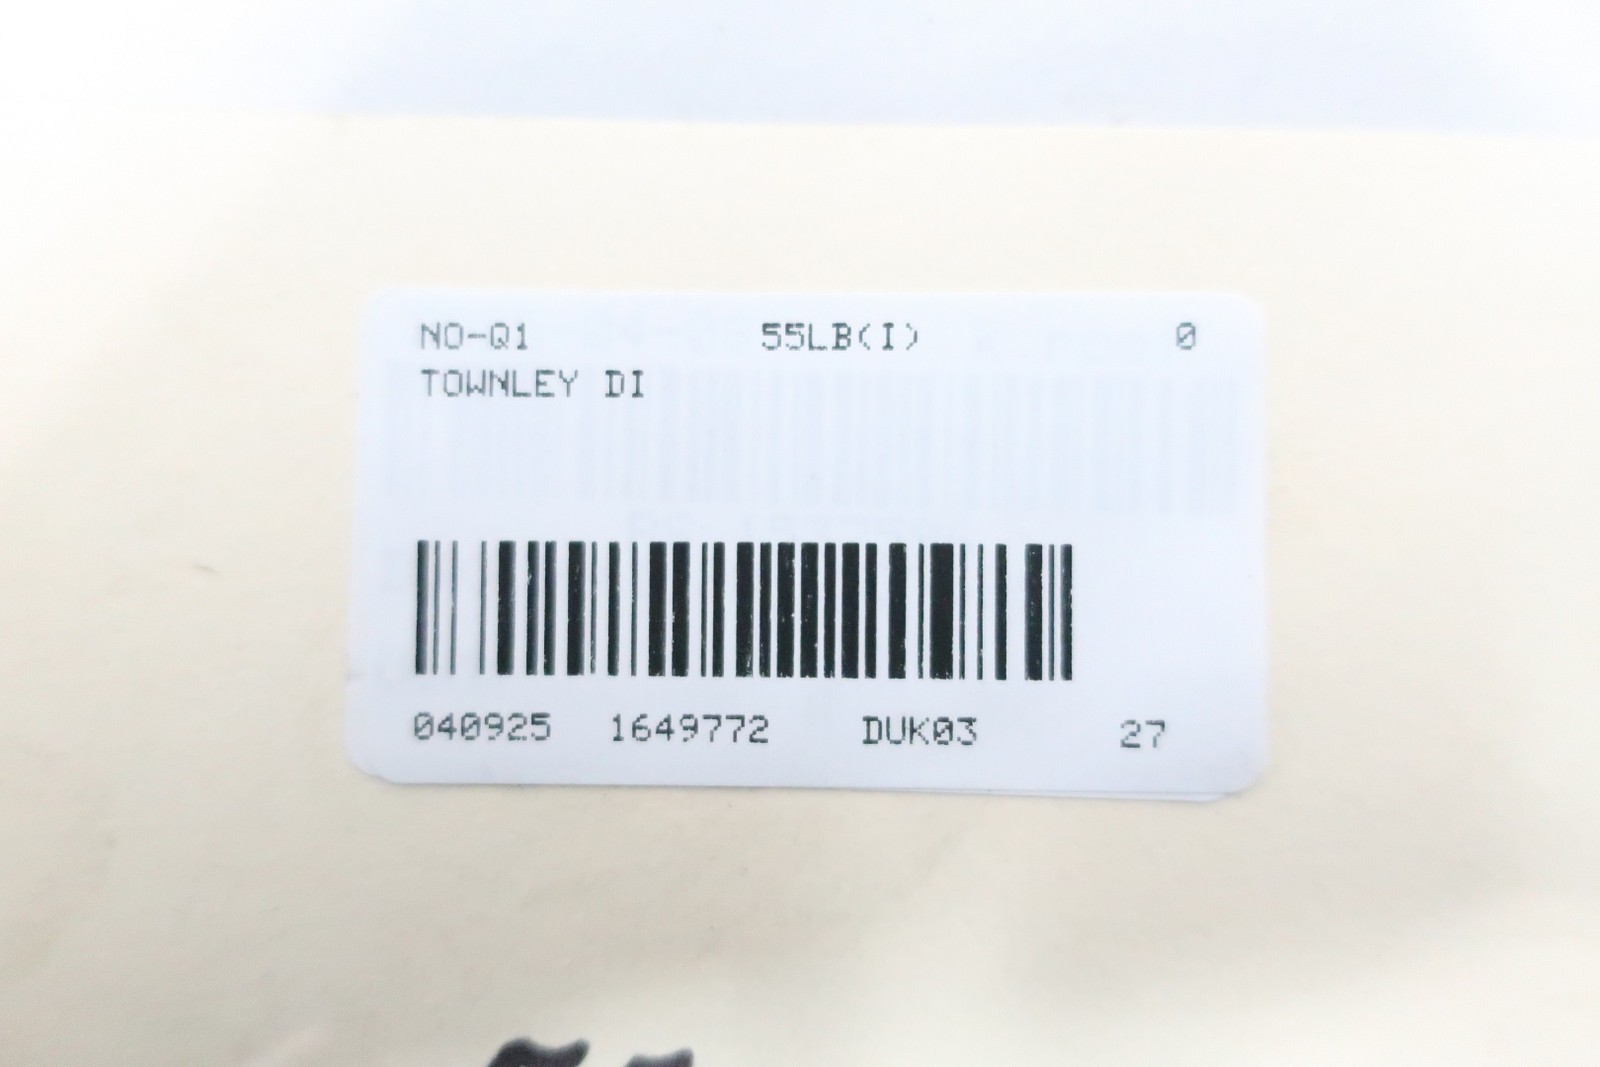 NO-Q1 55LB(I) 0
TOWNLEY DI
040925 1649772 DUK03 27